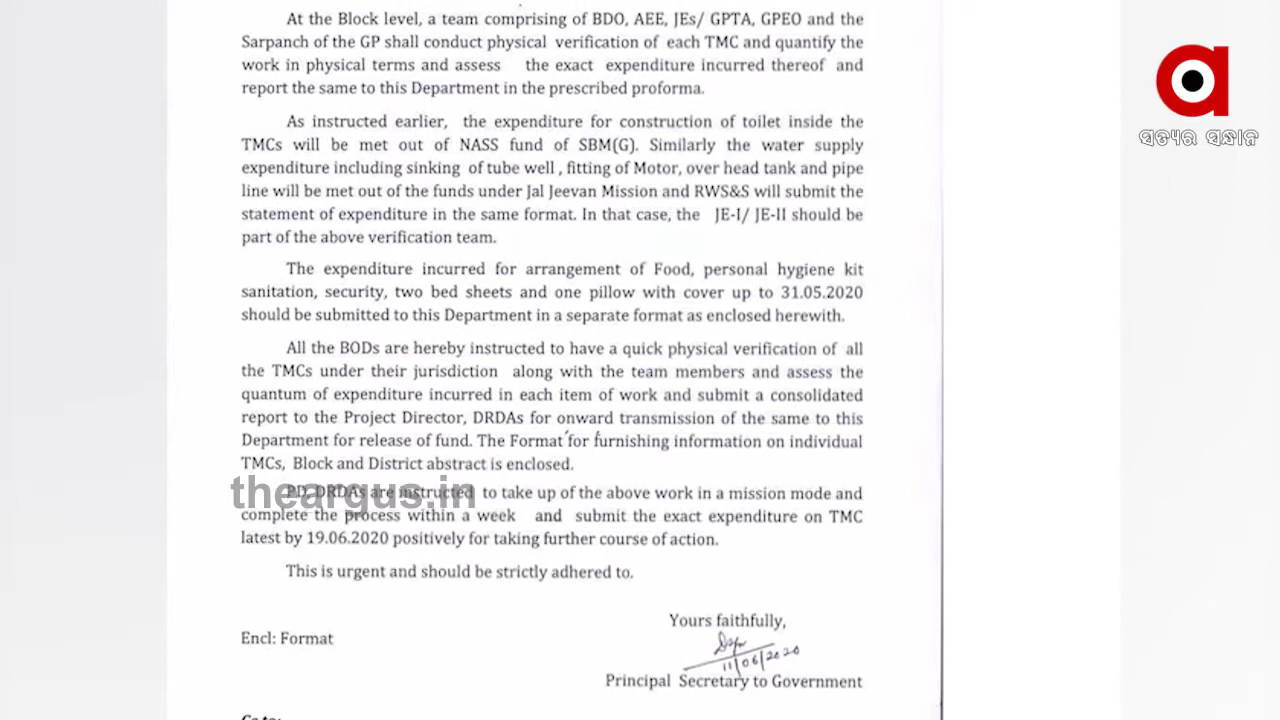 At the Block level, a team comprising of BDO, AEE, JEs/ GPTA, GPEO and the
Sarpanch of the GP shall conduct physical verification of each TMC and quantify the
work in physical terms and assess the exact expenditure incurred thereof and
report the same to this Department in the prescribed proforma.
As instructed earlier, the expenditure for construction of toilet inside the
TMCs will be met out of NASS fund of SBM(G). Similarly the water supply
expenditure including sinking of tube well , fitting of Motor, over head tank and pipe
line will be met out of the funds under Jal Jeevan Mission and RWS&S will submit the
statement of expenditure in the same format. In that case, the JE-I/ JE-II should be
part of the above verification team.
The expenditure incurred for arrangement of Food, personal hygiene kit
sanitation, security, two bed sheets and one pillow with cover up to 31.05.2020
should be submitted to this Department in a separate format as enclosed herewith.
All the BODs are hereby instructed to have a quick physical verification of all
the TMCs under their jurisdiction along with the team members and assess the
quantum of expenditure incurred in each item of work and submit a consolidated
report to the Project Director, DRDAs for onward transmission of the same to this
Department for release of fund. The Format for furnishing information on individual
TMCs, Block and District abstract is enclosed.
PD, DRDAs are instructed to take up of the above work in a mission mode and
complete the process within a week and submit the exact expenditure on TMC
latest by 19.06.2020 positively for taking further course of action.
This is urgent and should be strictly adhered to.
Yours faithfully,
Encl: Format
11/06/2020
Principal Secretary to Government
theargus.in
ସତ୍ୟର ସନ୍ଧାନ